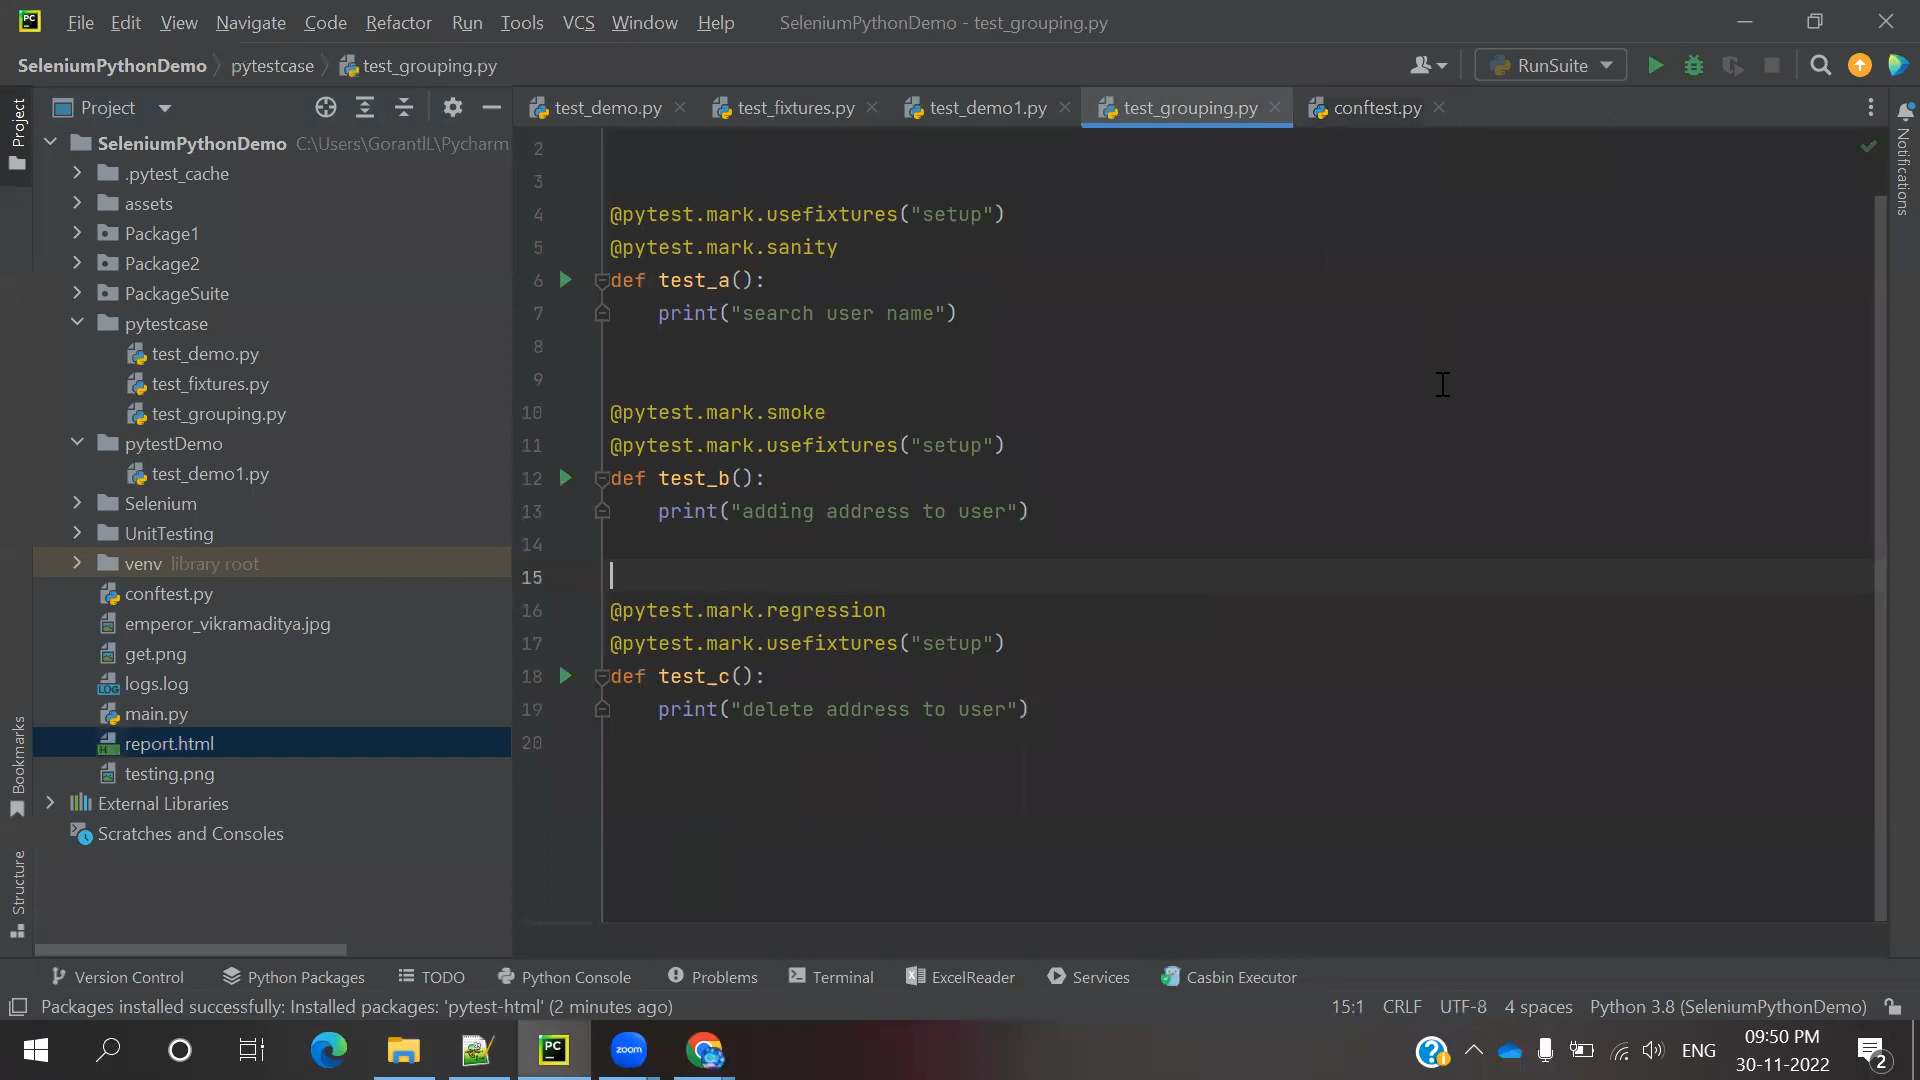 File Edit View Navigate Code Refactor Run Tools VCS Window Help SeleniumPythonDemo - test_grouping.py
SeleniumPythonDemo pytestcase test_grouping.py RunSuite
Project
Project
test_demo.py test_fixtures.py test_demo1.py test_grouping.py conftest.py
Notifications
SeleniumPythonDemo C:\Users\GorantlL\Pycharm
.pytest_cache
assets
Package1
Package2
PackageSuite
pytestcase
test_demo.py
test_fixtures.py
test_grouping.py
pytestDemo
test_demo1.py
Selenium
UnitTesting
venv library root
conftest.py
emperor_vikramaditya.jpg
get.png
logs.log
main.py
report.html
testing.png
External Libraries
Scratches and Consoles
Bookmarks
Structure
2
3
4 @pytest.mark.usefixtures("setup")
5 @pytest.mark.sanity
6 def test_a():
7 print("search user name")
8
9
10 @pytest.mark.smoke
11 @pytest.mark.usefixtures("setup")
12 def test_b():
13 print("adding address to user")
14
15
16 @pytest.mark.regression
17 @pytest.mark.usefixtures("setup")
18 def test_c():
19 print("delete address to user")
20
Version Control Python Packages TODO Python Console Problems Terminal ExcelReader Services Casbin Executor
Packages installed successfully: Installed packages: 'pytest-html' (2 minutes ago) 15:1 CRLF UTF-8 4 spaces Python 3.8 (SeleniumPythonDemo)
PC zoom ENG 09:50 PM
30-11-2022 2